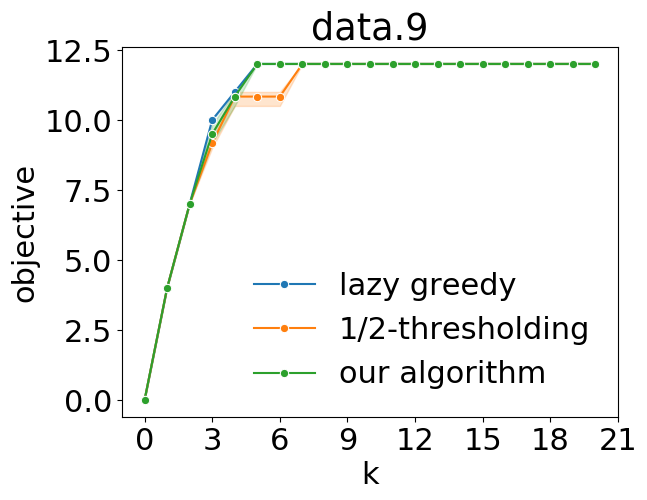 data.9
12.5
10.0
7.5
5.0
2.5
0.0
objective
lazy greedy
1/2-thresholding
our algorithm
0 3 6 9 12 15 18 21
k